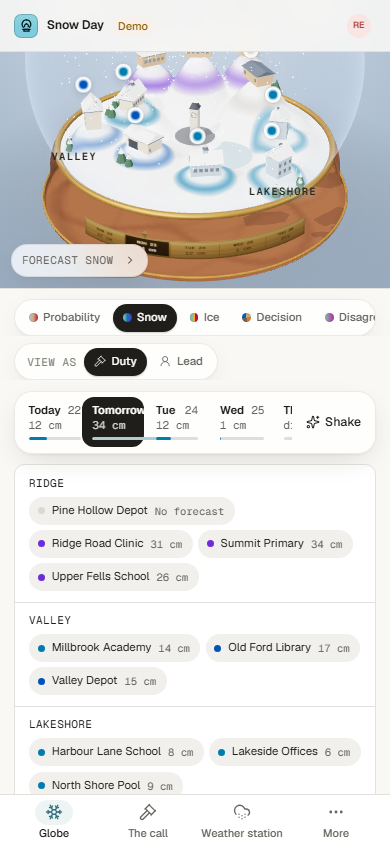 Snow Day Demo RE
VALLEY
LAKESHORE
FORECAST SNOW
Probability Snow Ice Decision Disagr
VIEW AS Duty Lead
Today 22 Tomorrow Tue 24 Wed 25
12 cm 34 cm 12 cm 1 cm
Shake
RIDGE
Pine Hollow Depot No forecast
Ridge Road Clinic 31 cm Summit Primary 34 cm
Upper Fells School 26 cm
VALLEY
Millbrook Academy 14 cm Old Ford Library 17 cm
Valley Depot 15 cm
LAKESHORE
Harbour Lane School 8 cm Lakeside Offices 6 cm
North Shore Pool 9 cm
Globe The call Weather station More